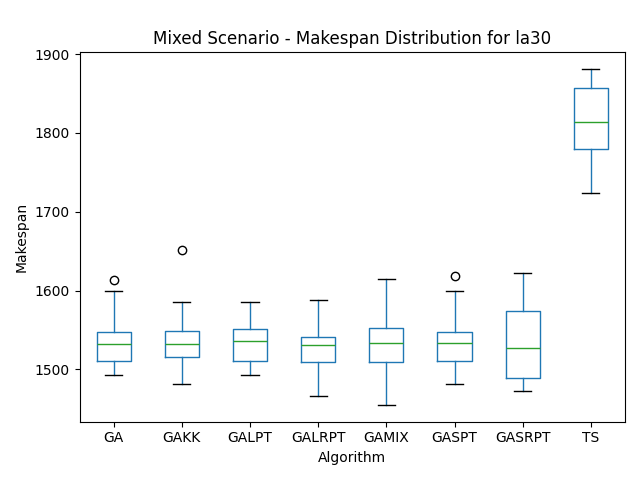 Mixed Scenario - Makespan Distribution for la30
1900
1800
1700
1600
1500
Makespan
GA GAKK GALPT GALRPT GAMIX GASPT GASRPT TS
Algorithm